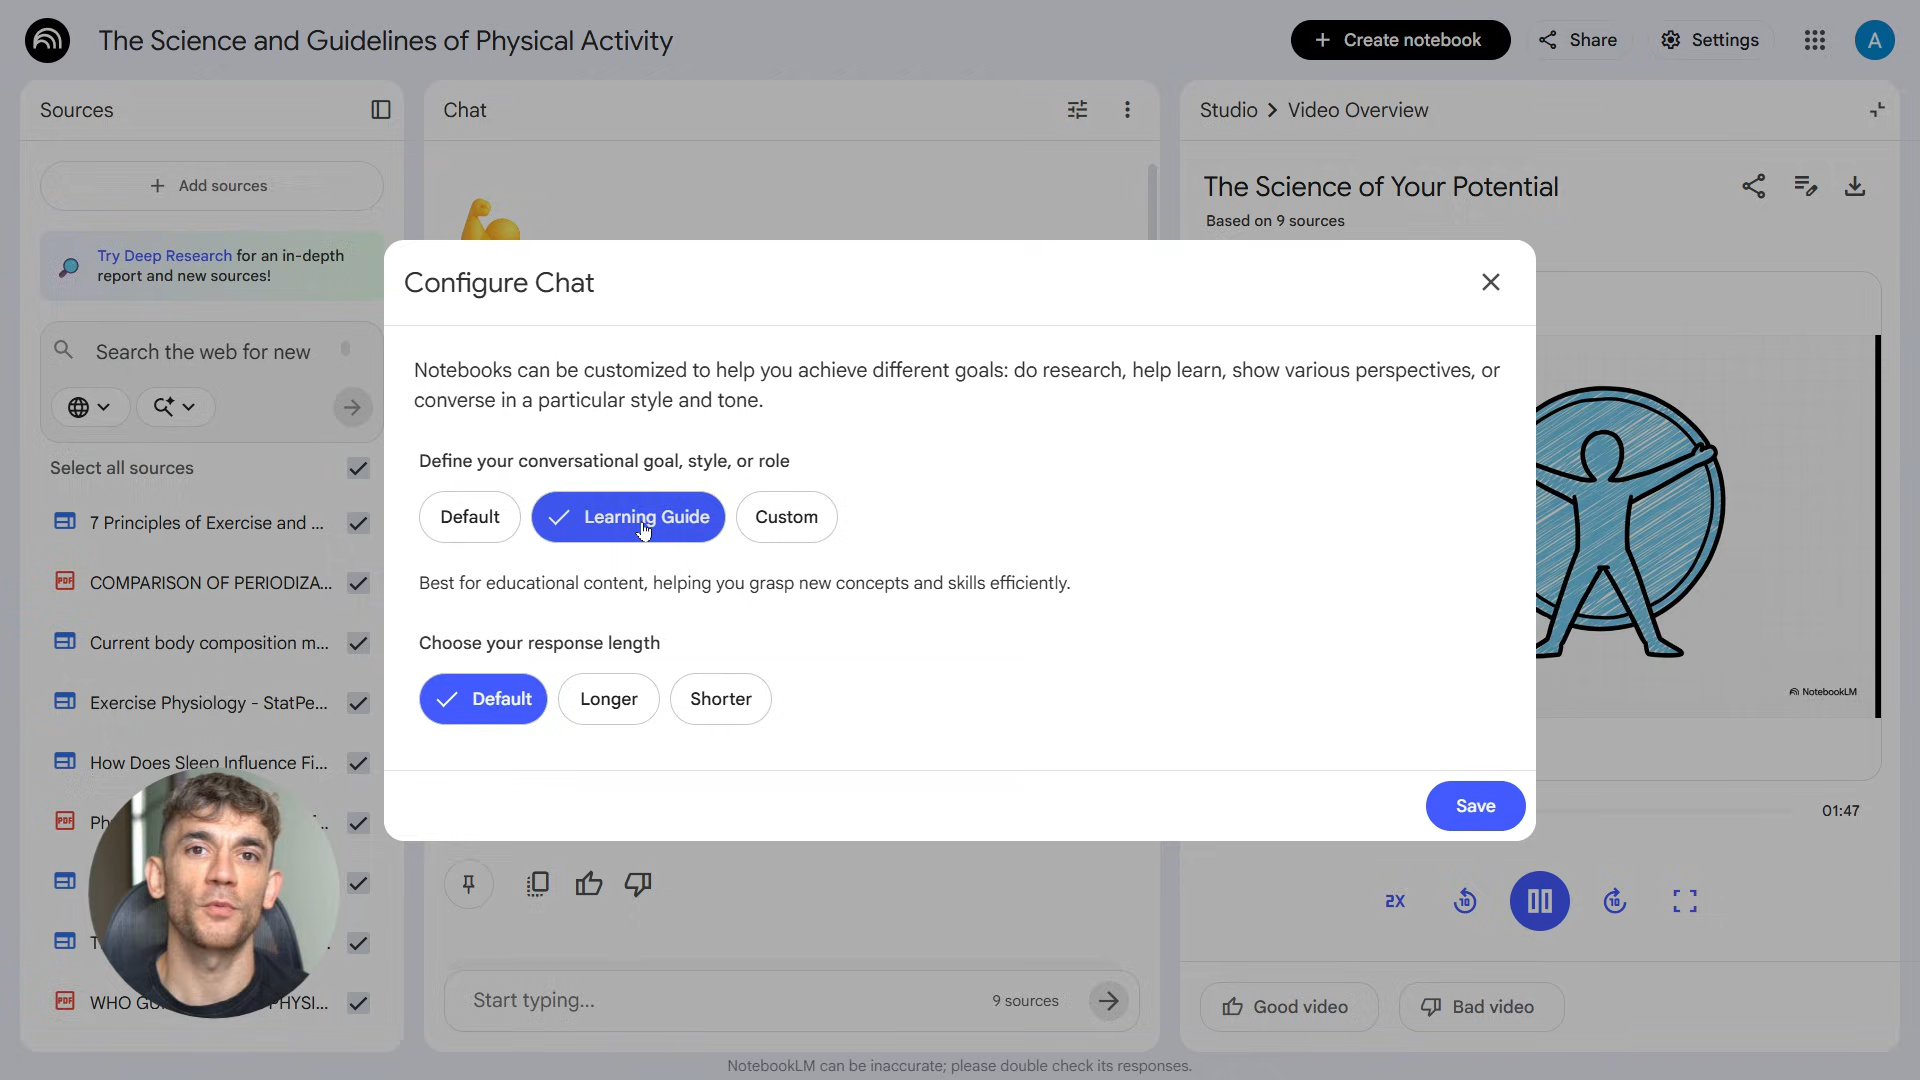 The Science and Guidelines of Physical Activity
Create notebook
Share
Settings
A
Sources
Add sources
Try Deep Research for an in-depth
report and new sources!
Search the web for new
Select all sources
7 Principles of Exercise and ...
COMPARISON OF PERIODIZA...
Current body composition m...
Exercise Physiology - StatPe...
How Does Sleep Influence Fi...
PDF
WHO
PHYSI...
Chat
Configure Chat
Notebooks can be customized to help you achieve different goals: do research, help learn, show various perspectives, or
converse in a particular style and tone.
Define your conversational goal, style, or role
Default
Learning Guide
Custom
Best for educational content, helping you grasp new concepts and skills efficiently.
Choose your response length
Default
Longer
Shorter
Save
Start typing...
9 sources
Studio > Video Overview
The Science of Your Potential
Based on 9 sources
NotebookLM
01:47
2X
10
10
Good video
Bad video
NotebookLM can be inaccurate; please double check its responses.